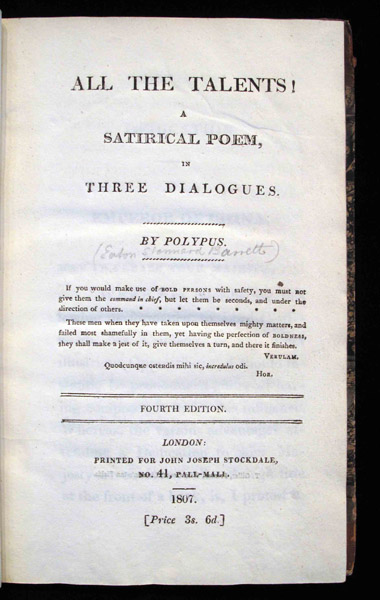 ALL THE TALENTS!
A
SATIRICAL POEM,
IN
THREE DIALOGUES.
BY POLYPUS.
(Eaton Stannard Barrett)
If you would make use of BOLD PERSONS with safety, you must not
give them the command in chief, but let them be seconds, and under the
direction of others. * * * * * * * * *
These men when they have taken upon themselves mighty matters, and
failed most shamefully in them, yet having the perfection of BOLDNESS,
they shall make a jest of it, give themselves a turn, and there it finishes.
VERULAM.
Quodcunque ostendis mihi sic, incredulus odi.
HOR.
FOURTH EDITION.
LONDON:
PRINTED FOR JOHN JOSEPH STOCKDALE,
NO. 41, PALL-MALL.
1807.
[Price 3s. 6d.]